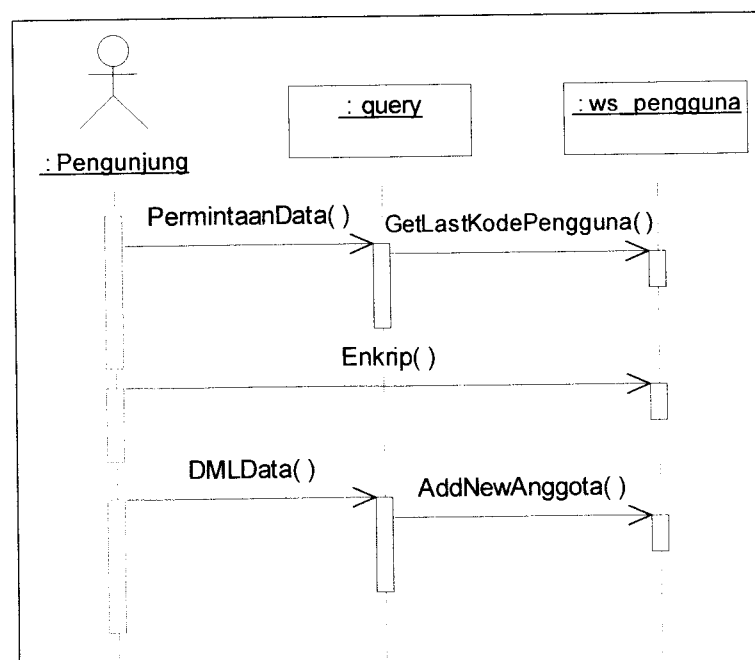 : query
: ws_pengguna
: Pengunjung
PermintaanData( )
GetLastKodePengguna( )
Enkrip( )
DMLData( )
AddNewAnggota( )